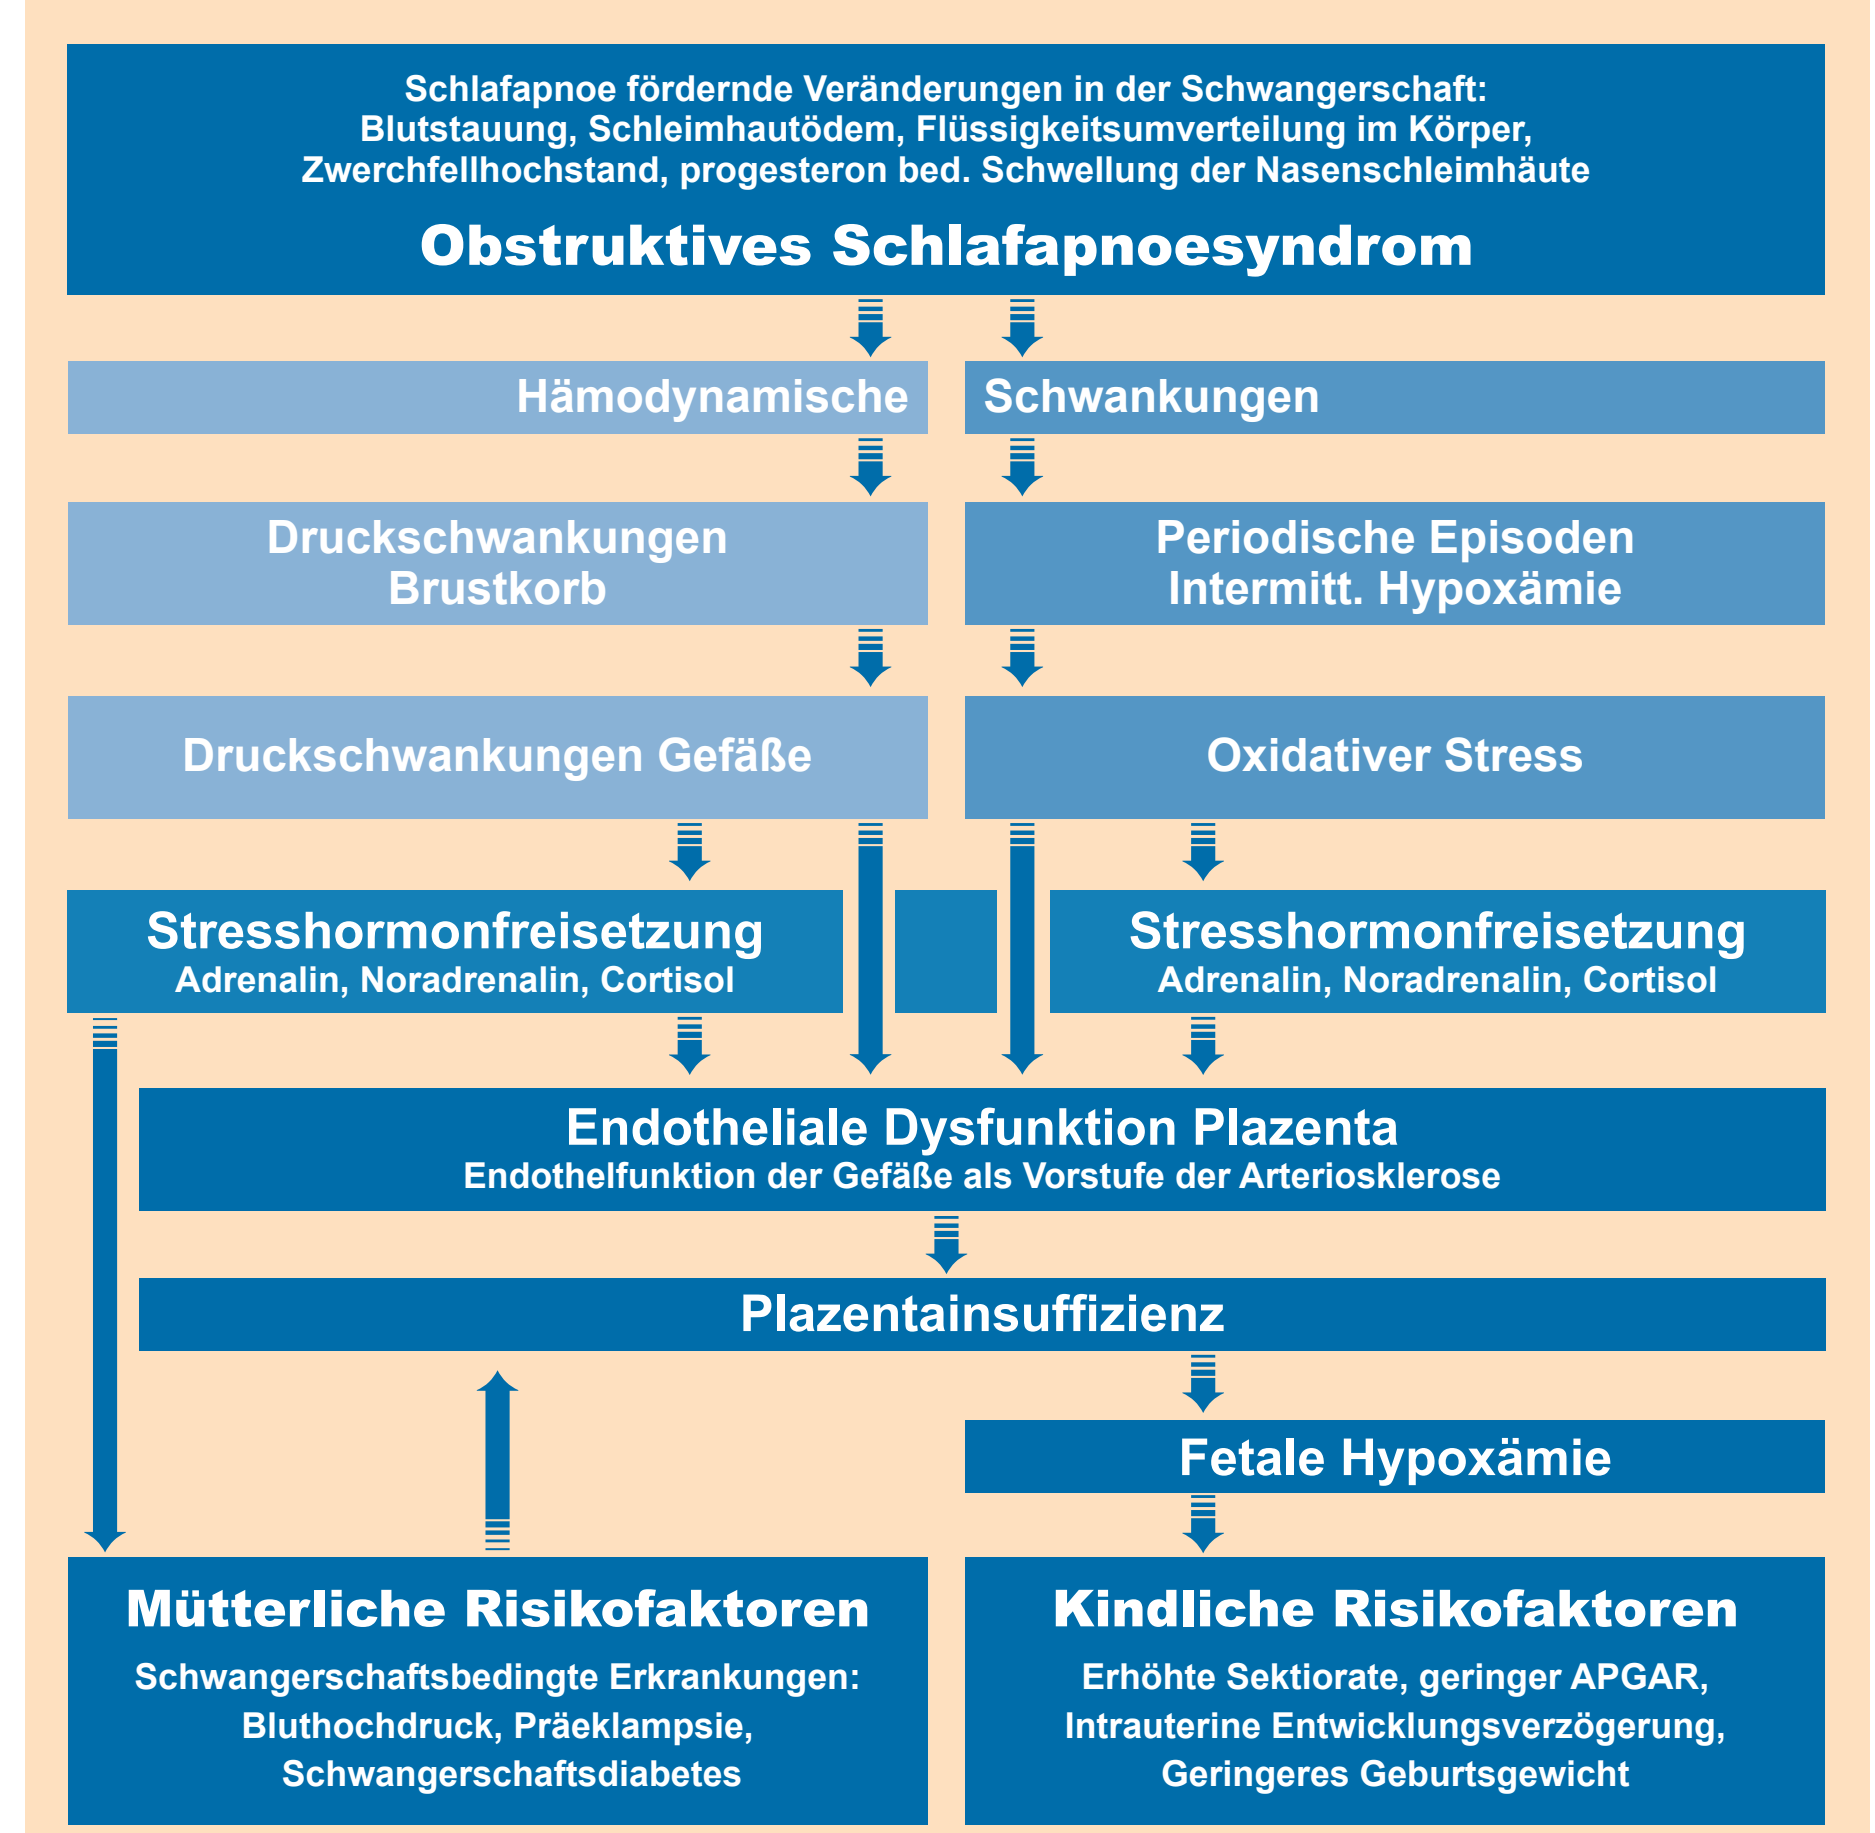 Schlafapnoe fördernde Veränderungen in der Schwangerschaft:
Blutstauung, Schleimhautödem, Flüssigkeitsumverteilung im Körper,
Zwerchfellhochstand, progesteron bed. Schwellung der Nasenschleimhäute
Obstruktives Schlafapnoesyndrom
Hämodynamische
Schwankungen
Druckschwankungen
Brustkorb
Periodische Episoden
Intermitt. Hypoxämie
Druckschwankungen Gefäße
Oxidativer Stress
Stresshormonfreisetzung
Adrenalin, Noradrenalin, Cortisol
Stresshormonfreisetzung
Adrenalin, Noradrenalin, Cortisol
Endotheliale Dysfunktion Plazenta
Endothelfunktion der Gefäße als Vorstufe der Arteriosklerose
Plazentainsuffizienz
Fetale Hypoxämie
Mütterliche Risikofaktoren
Schwangerschaftsbedingte Erkrankungen:
Bluthochdruck, Präeklampsie,
Schwangerschaftsdiabetes
Kindliche Risikofaktoren
Erhöhte Sektiorate, geringer APGAR,
Intrauterine Entwicklungsverzögerung,
Geringeres Geburtsgewicht